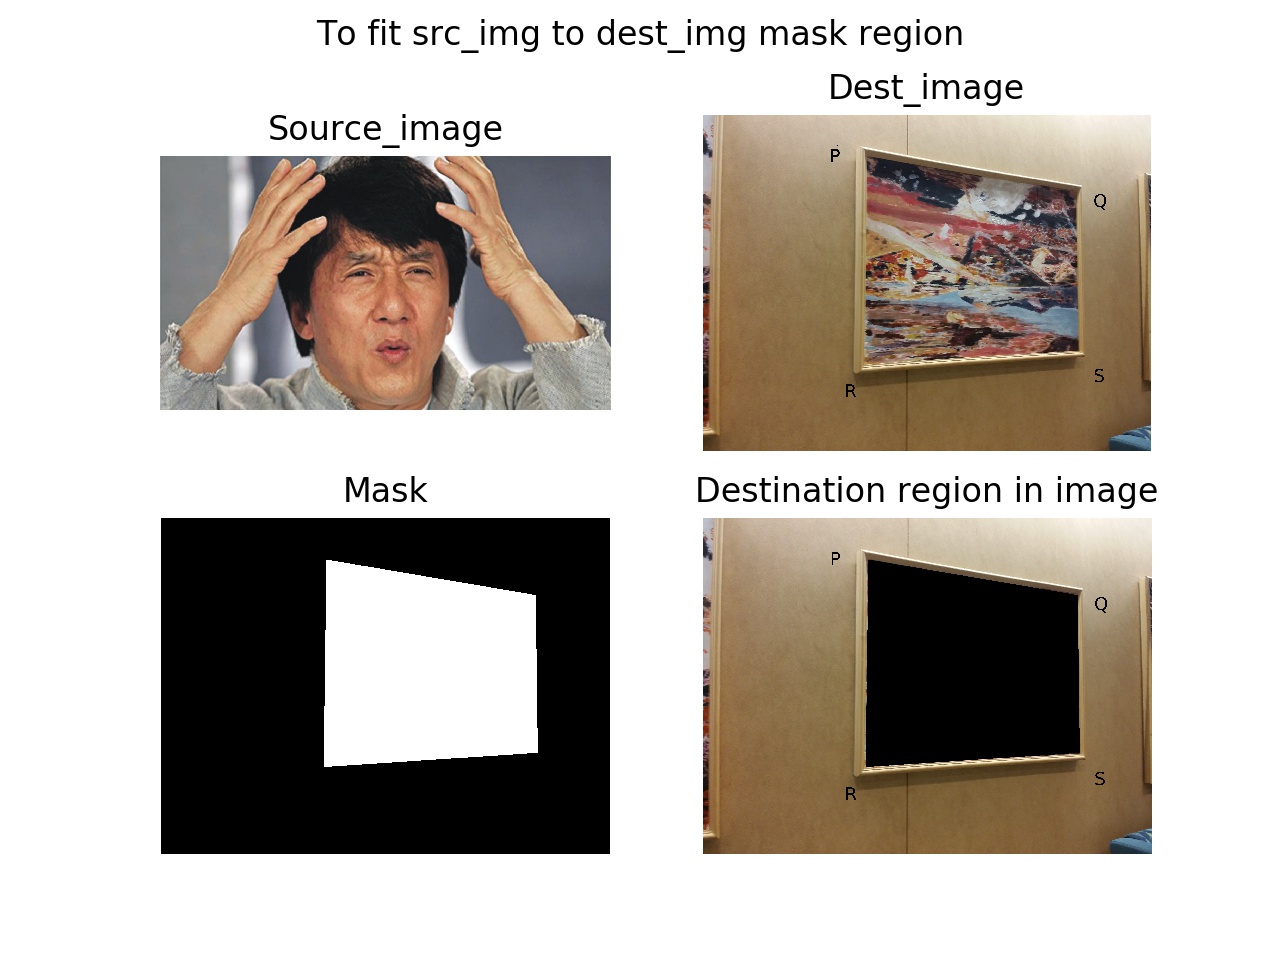 To fit src_img to dest_img mask region
Source_image
Dest_image
P
Q
R
S
Mask
Destination region in image
P
Q
R
S